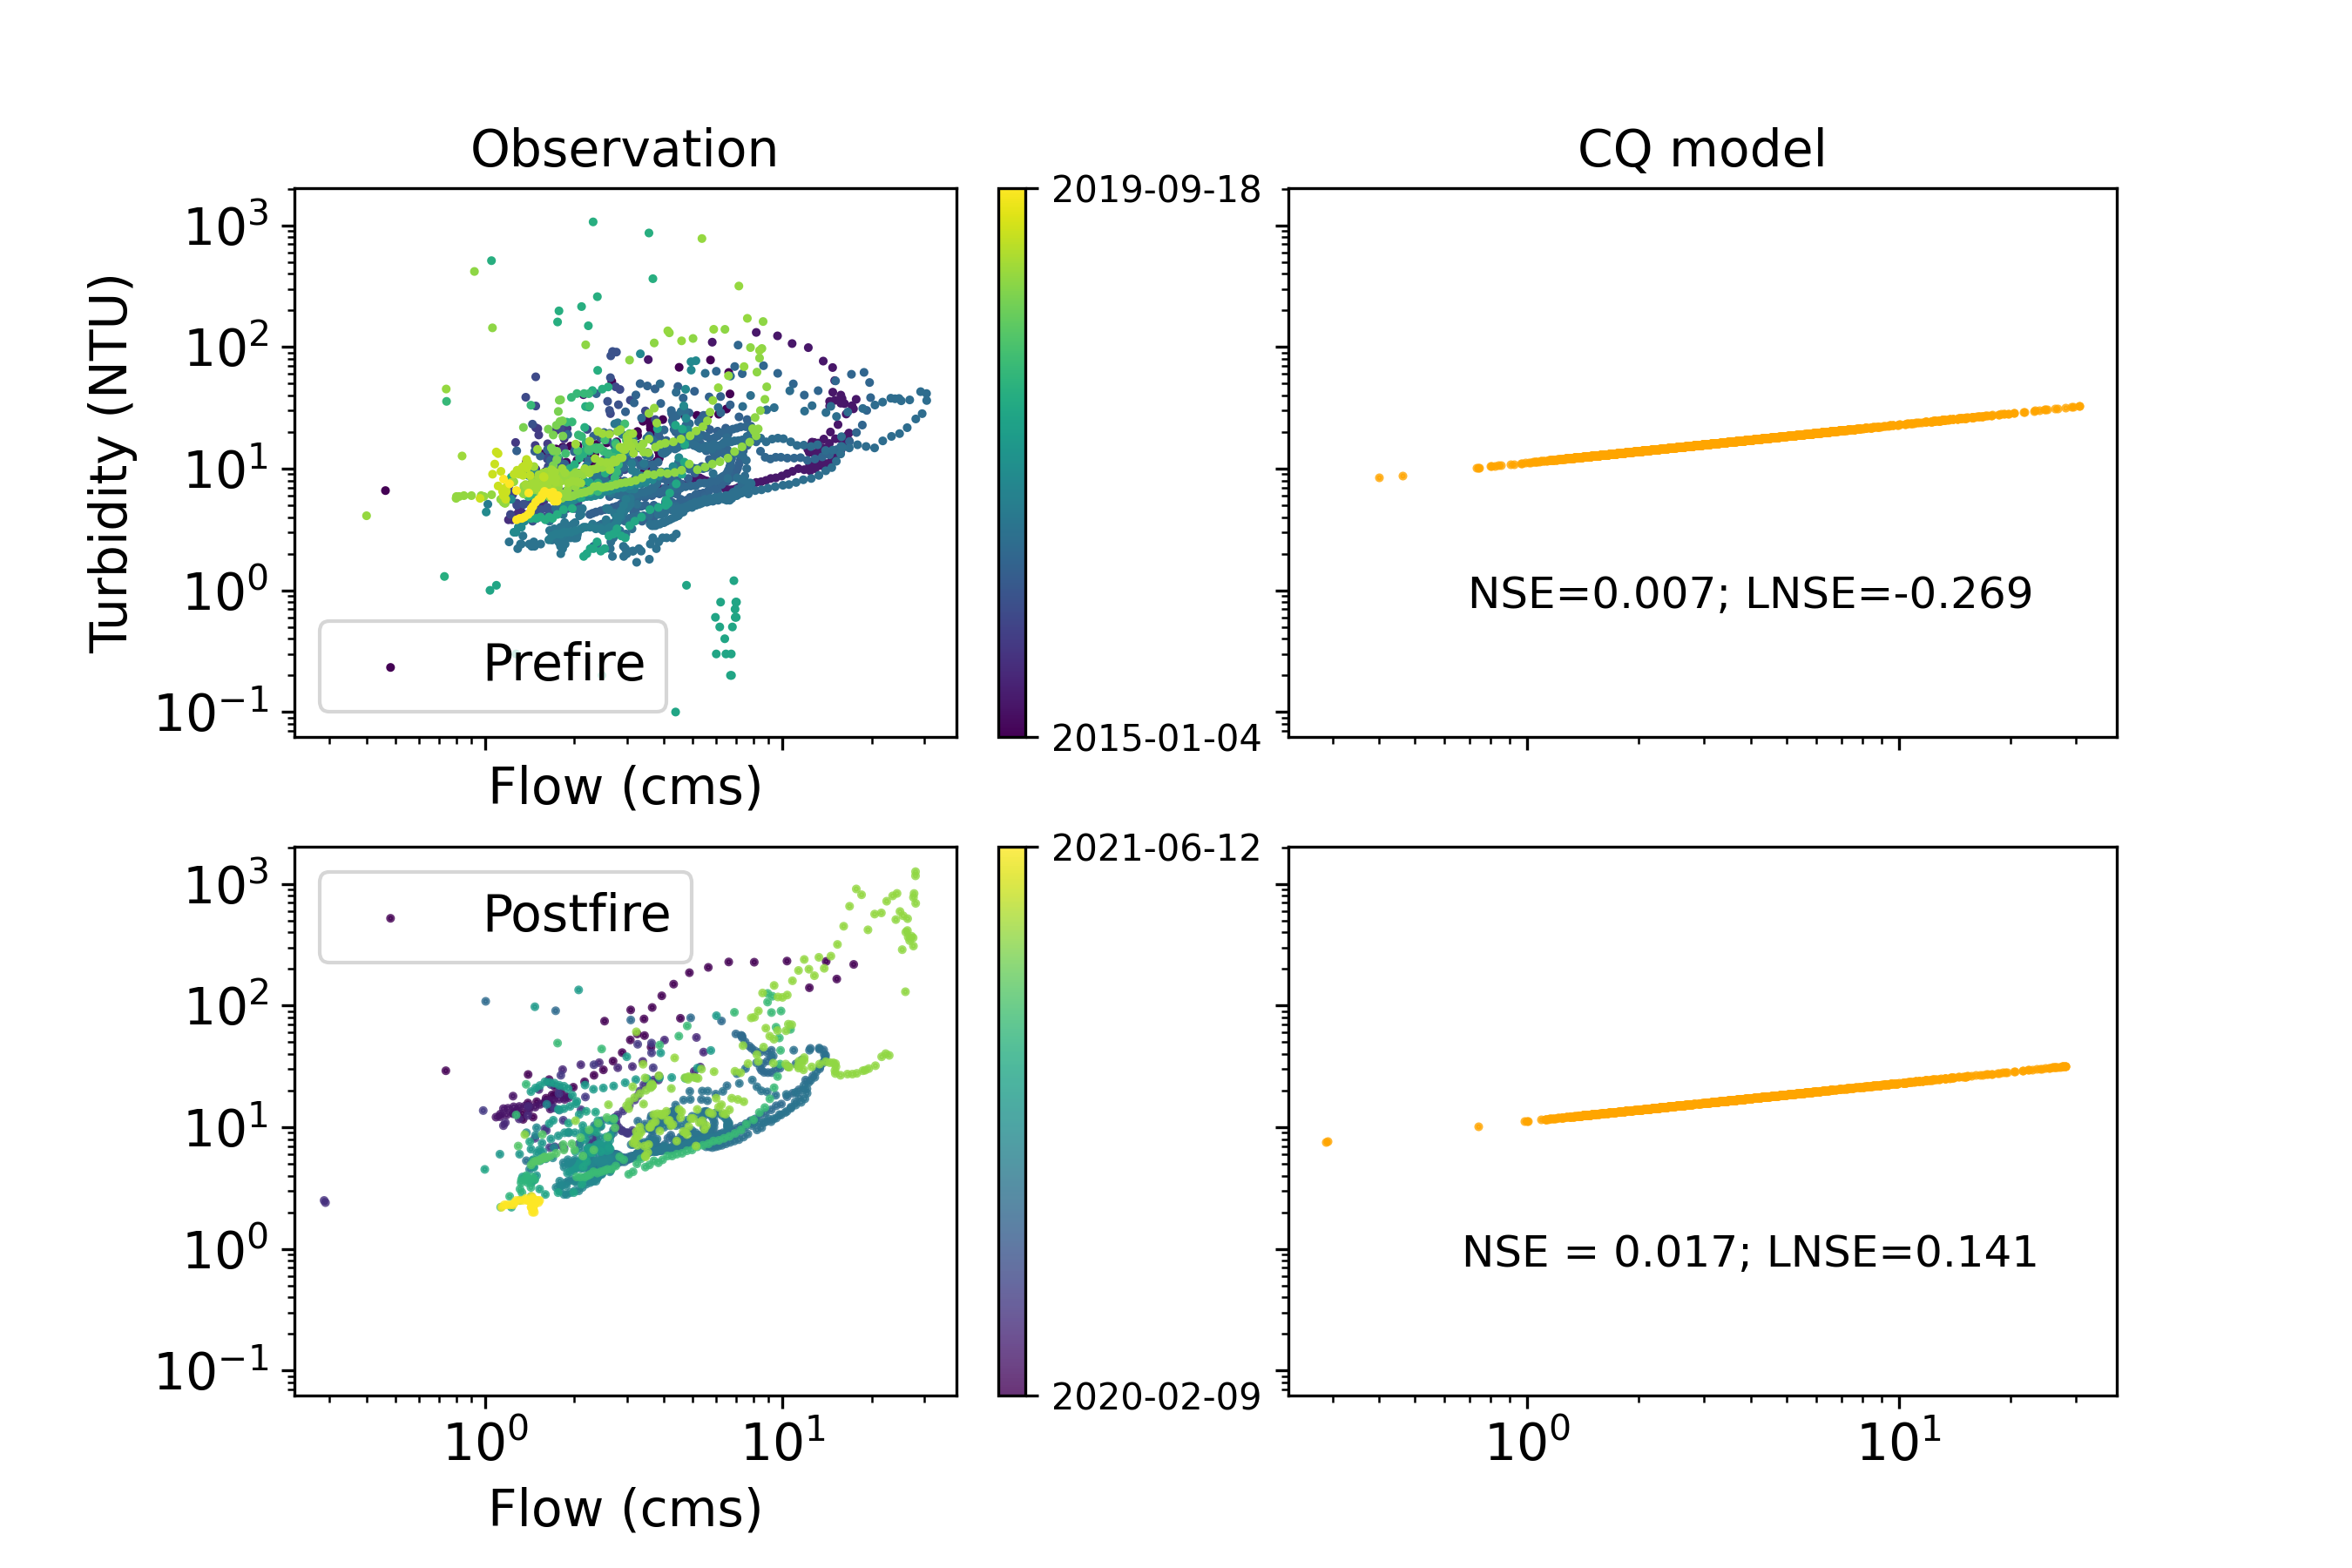 Observation
CQ model
Turbidity (NTU)
10³
10²
10¹
10⁰
10⁻¹
Prefire
2019-09-18
2015-01-04
NSE=0.007; LNSE=-0.269
Flow (cms)
10³
10²
10¹
10⁰
10⁻¹
Postfire
2021-06-12
2020-02-09
NSE = 0.017; LNSE=0.141
10⁰ 10¹
10⁰ 10¹
Flow (cms)